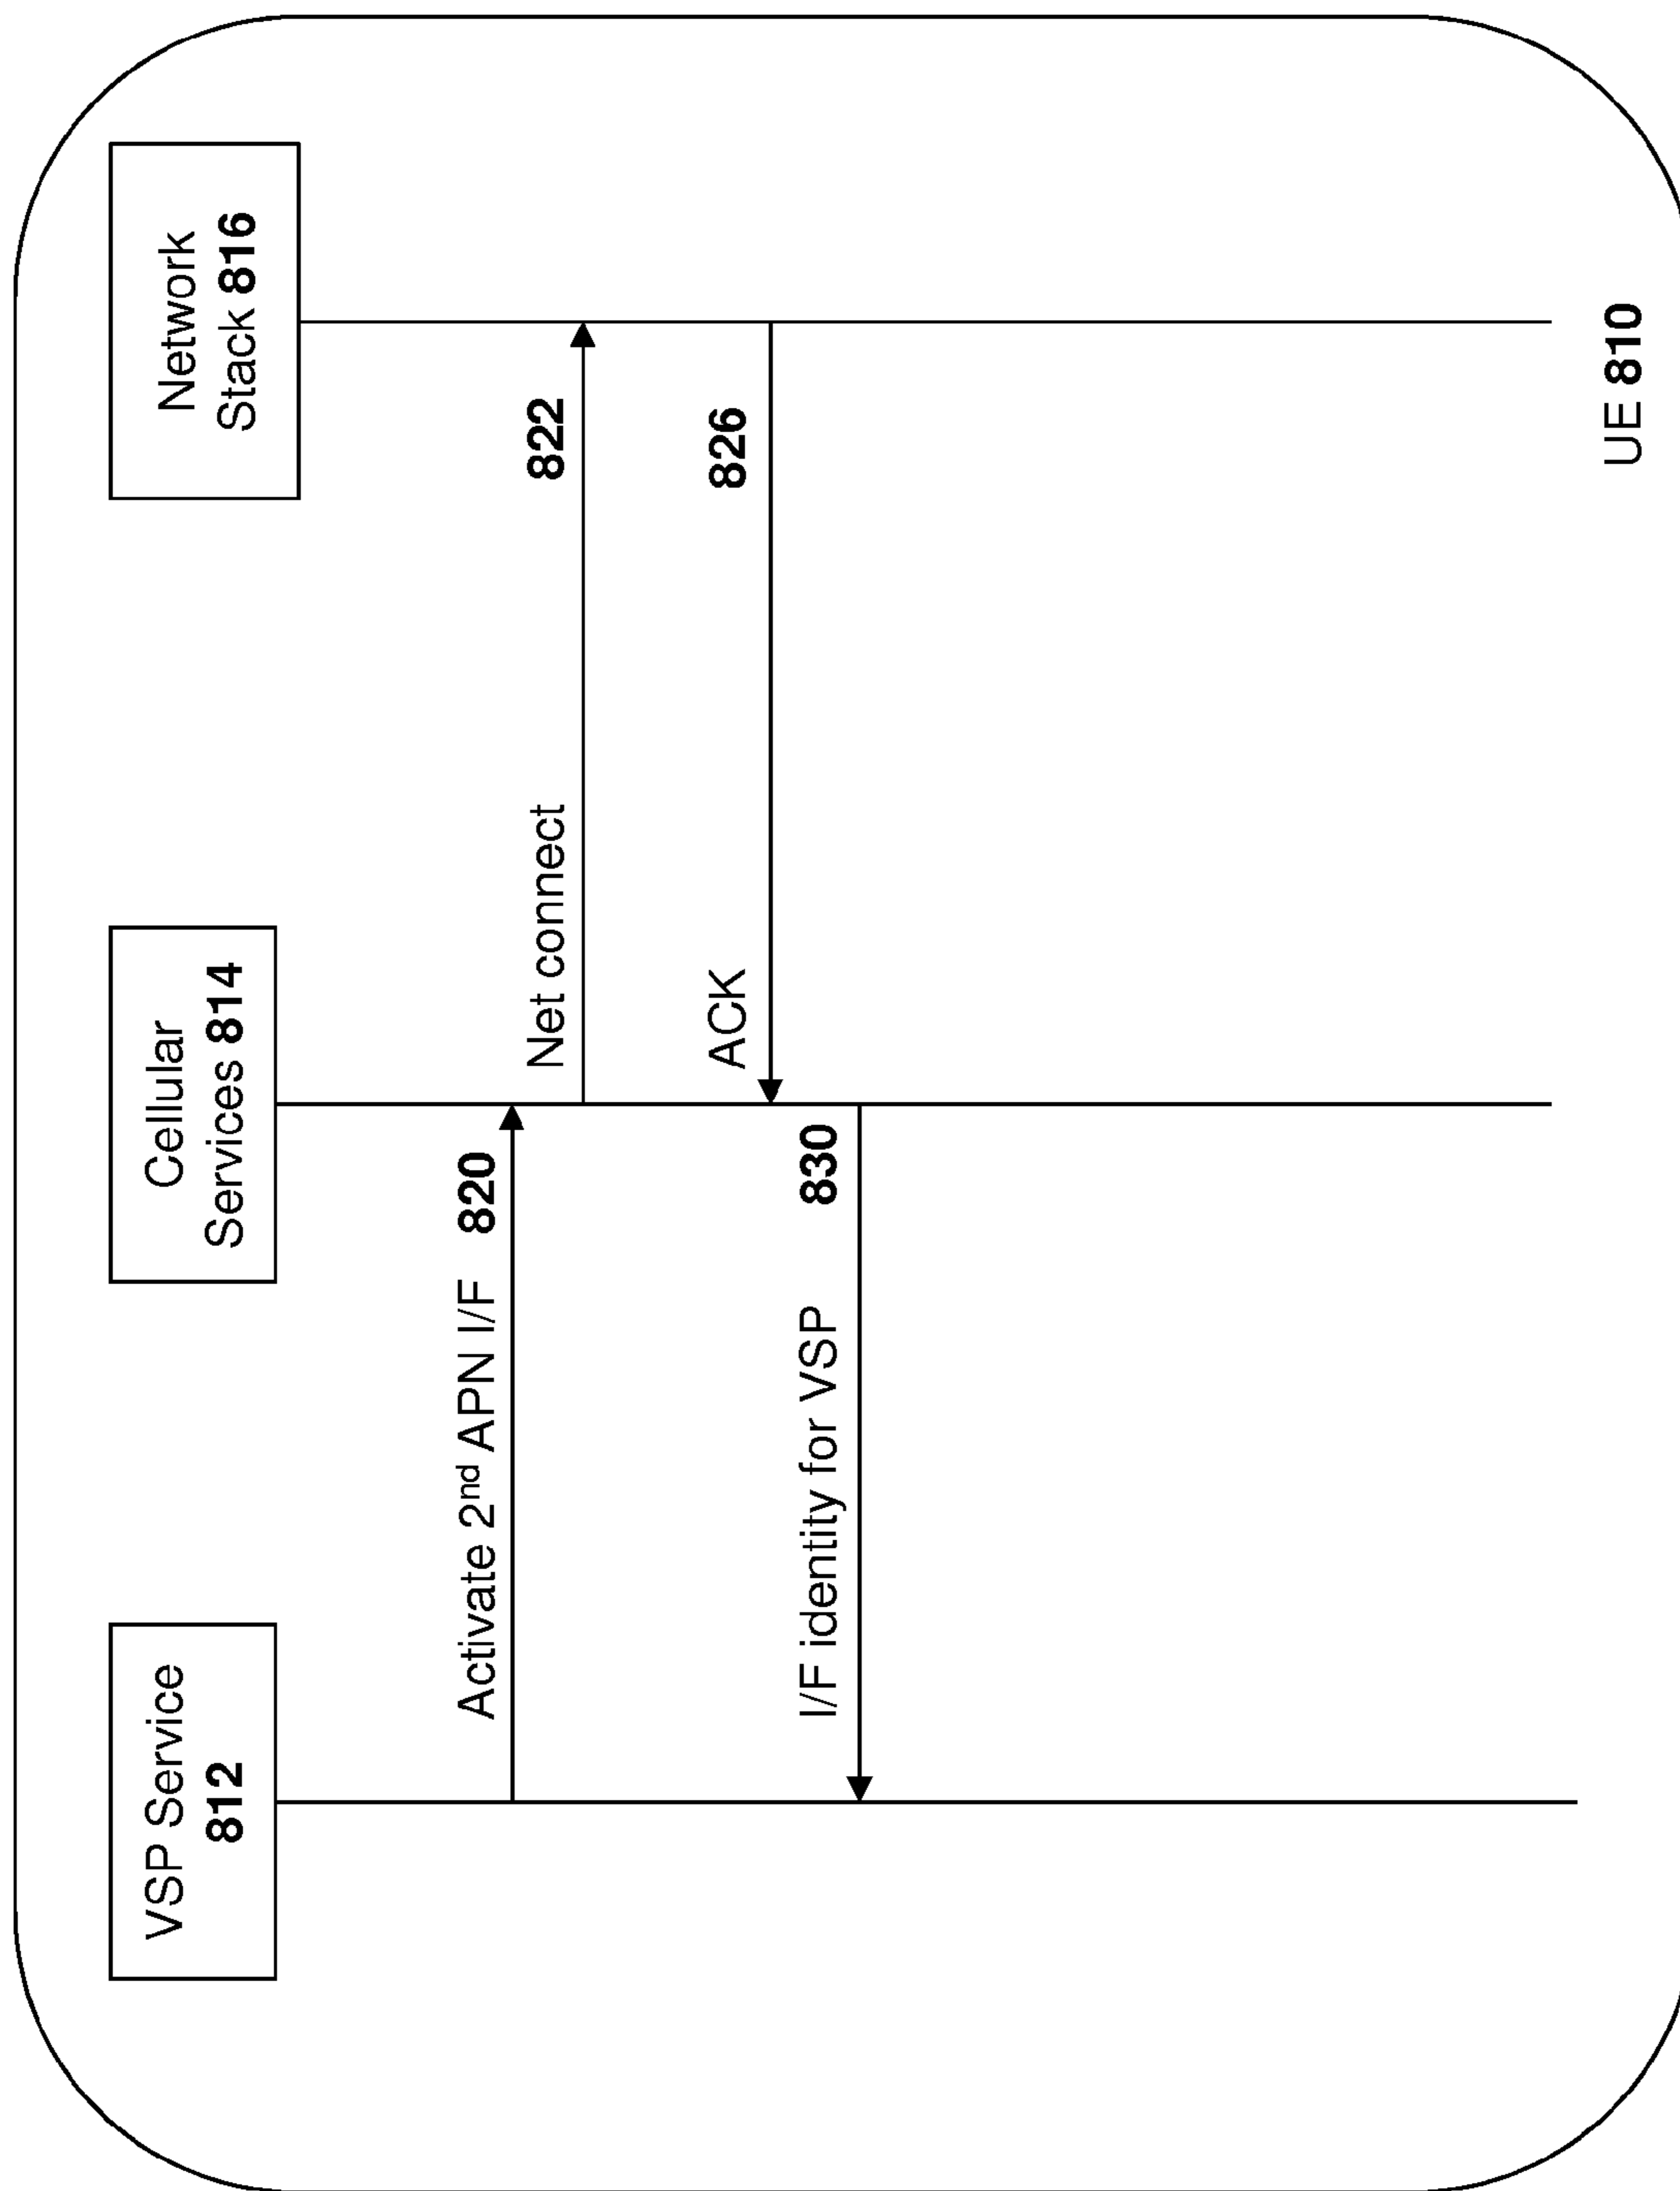 VSP Service
812
Cellular
Services 814
Network
Stack 816
Activate 2nd APN I/F 820
Net connect 822
ACK 826
I/F identity for VSP 830
UE 810